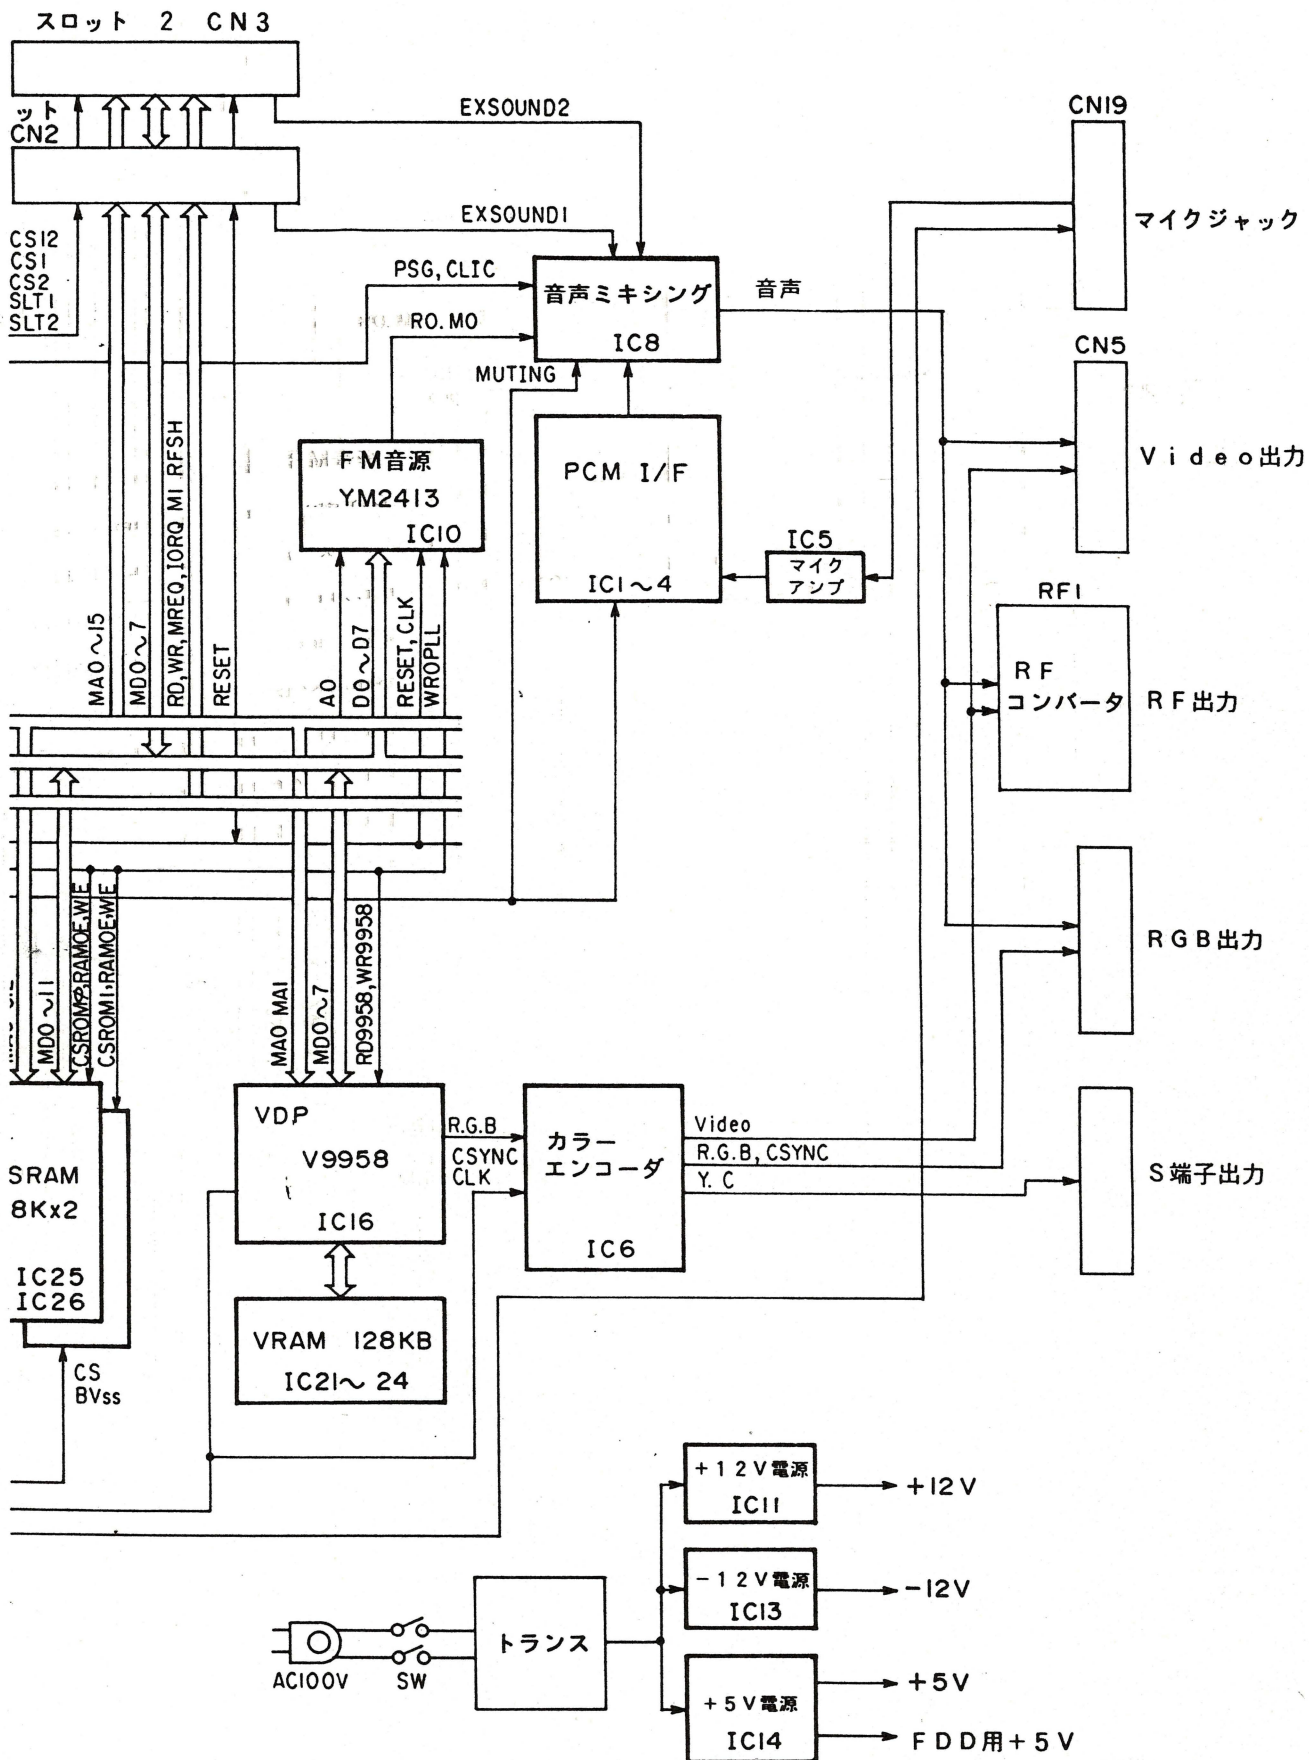 スロット 2 CN3
ット
CN2
EXSOUND2
CN19
マイクジャック
EXSOUND1
CS12
CS1
CS2
SLT1
SLT2
PSG, CLIC
音声ミキシング
IC8
音声
RO. MO
MUTING
CN5
Video出力
FM音源
YM2413
IC10
PCM I/F
IC1〜4
IC5
マイク
アンプ
RF1
RF
コンバータ
RF出力
MA0〜15
MD0〜7
RD,WR,MREQ,IORQ M1 RFSH
RESET
A0
D0〜D7
RESET,CLK
WROPLL
RGB出力
MD0〜11
CSROMφ,RAMOE,WE
CSROM1,RAMOE,WE
MA0 MA1
MD0〜7
RD9958,WR9958
SRAM
8Kx2
IC25
IC26
VDP
V9958
IC16
R.G.B
CSYNC
CLK
カラー
エンコーダ
IC6
Video
R.G.B, CSYNC
Y. C
S端子出力
VRAM 128KB
IC21〜24
CS
BVss
+12V電源
IC11
+12V
-12V電源
IC13
-12V
AC100V
SW
トランス
+5V電源
IC14
+5V
FDD用+5V